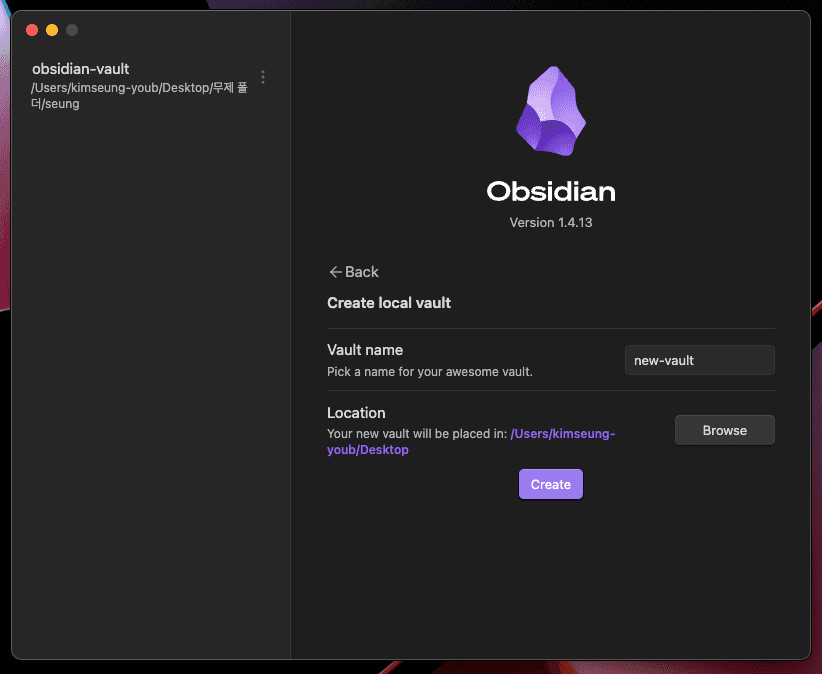 obsidian-vault
/Users/kimseung-youb/Desktop/무제 폴
더/seung
Obsidian
Version 1.4.13
Back
Create local vault
Vault name
Pick a name for your awesome vault.
new-vault
Location
Your new vault will be placed in: /Users/kimseung-
youb/Desktop
Browse
Create